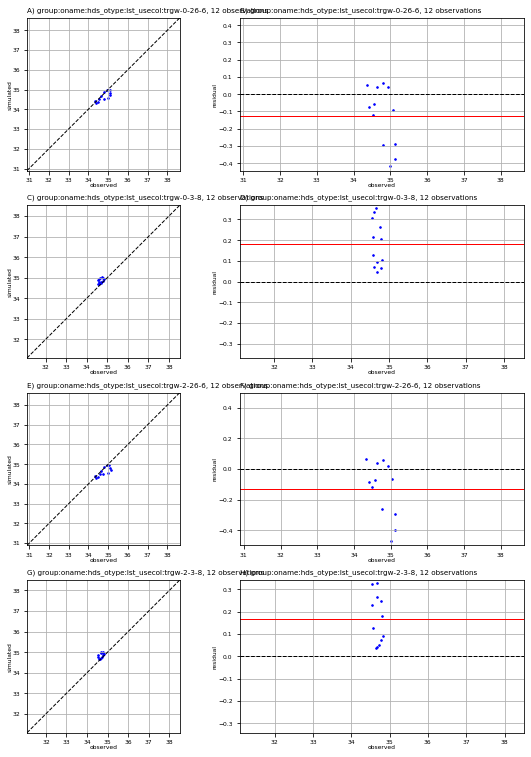 A) group:oname:hds_otype:lst_usecol:trgw-0-26-6, 12 observations
group:oname:hds_otype:lst_usecol:trgw-0-26-6, 12 observations
38
37
36
35
34
33
32
31
simulated
31 32 33 34 35 36 37 38
observed
0.4
0.3
0.2
0.1
0.0
−0.1
−0.2
−0.3
−0.4
residual
31 32 33 34 35 36 37 38
observed
C) group:oname:hds_otype:lst_usecol:trgw-0-3-8, 12 observations
group:oname:hds_otype:lst_usecol:trgw-0-3-8, 12 observations
38
37
36
35
34
33
32
simulated
32 33 34 35 36 37 38
observed
0.3
0.2
0.1
0.0
−0.1
−0.2
−0.3
residual
32 33 34 35 36 37 38
observed
E) group:oname:hds_otype:lst_usecol:trgw-2-26-6, 12 observations
group:oname:hds_otype:lst_usecol:trgw-2-26-6, 12 observations
38
37
36
35
34
33
32
31
simulated
31 32 33 34 35 36 37 38
observed
0.4
0.2
0.0
−0.2
−0.4
residual
31 32 33 34 35 36 37 38
observed
G) group:oname:hds_otype:lst_usecol:trgw-2-3-8, 12 observations
group:oname:hds_otype:lst_usecol:trgw-2-3-8, 12 observations
38
37
36
35
34
33
32
simulated
32 33 34 35 36 37 38
observed
0.3
0.2
0.1
0.0
−0.1
−0.2
−0.3
residual
32 33 34 35 36 37 38
observed